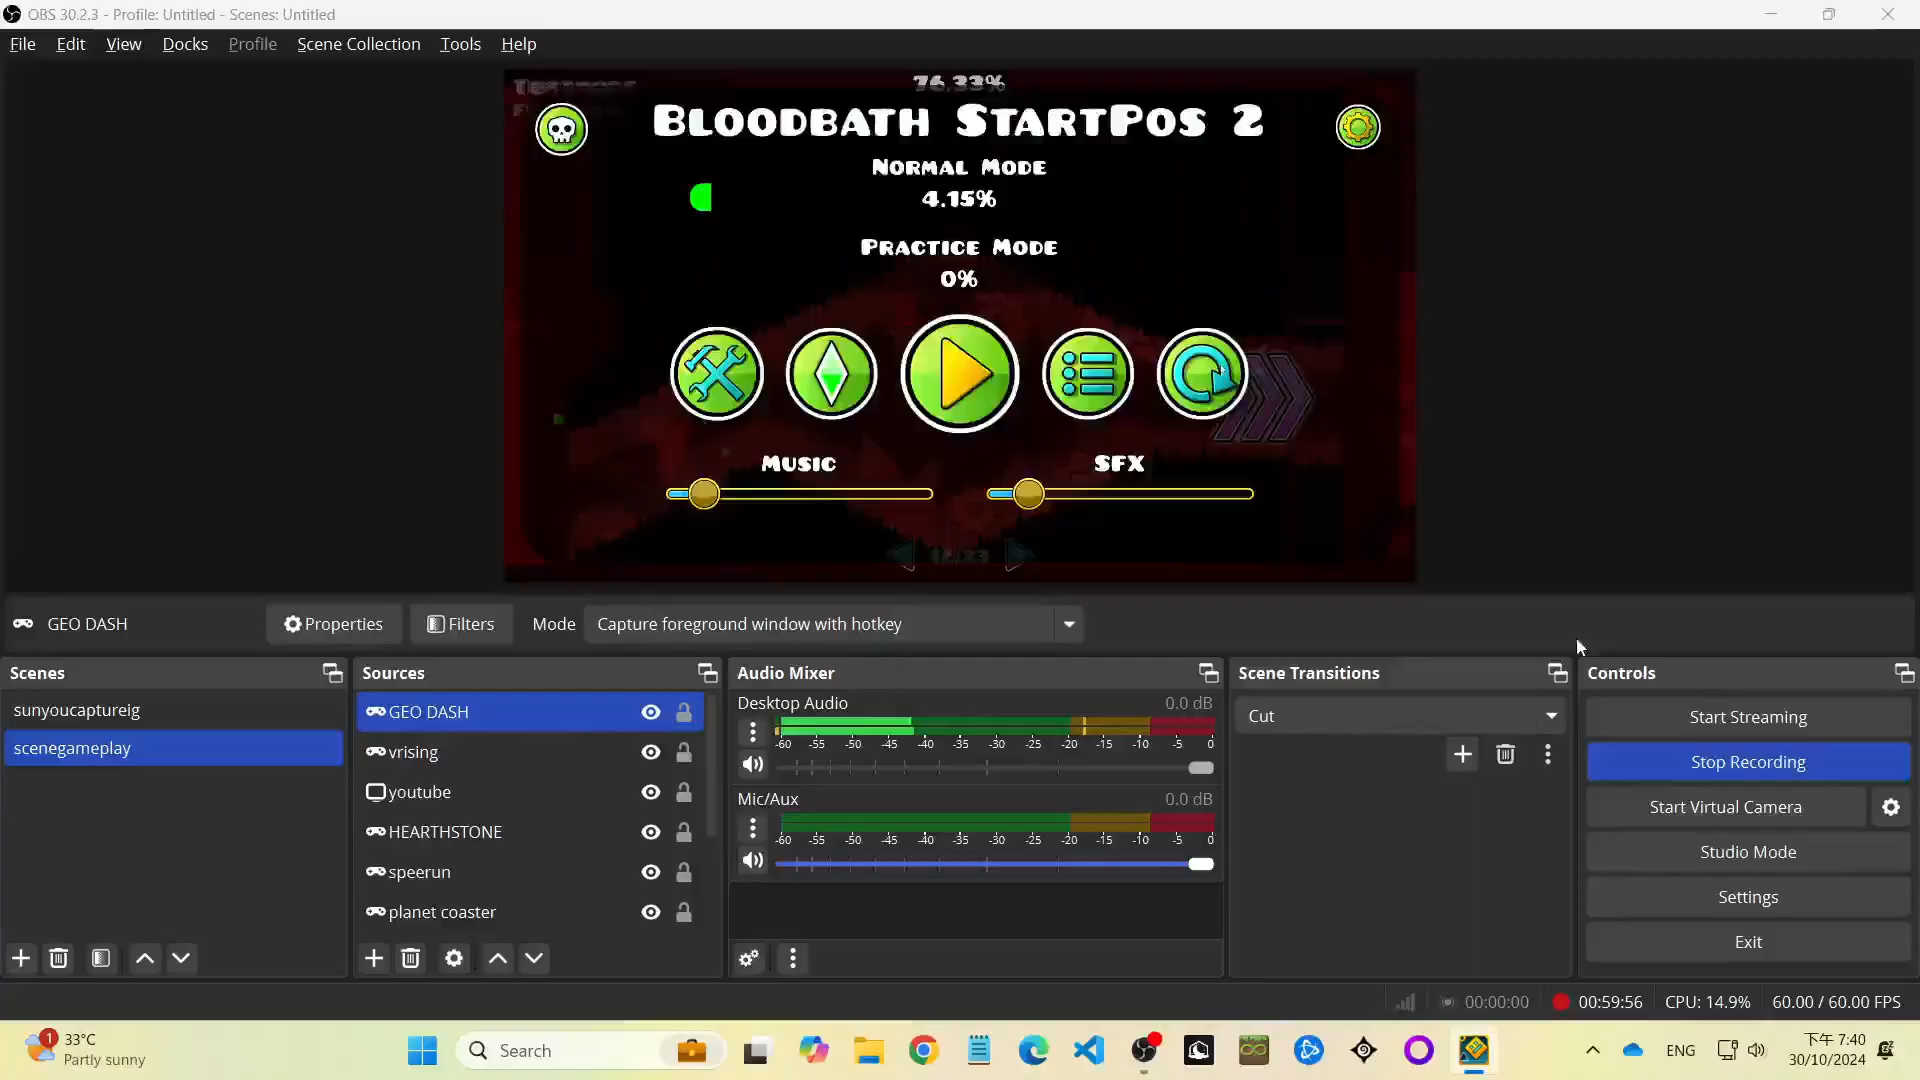 OBS 30.2.3 - Profile: Untitled - Scenes: Untitled
File Edit View Docks Profile Scene Collection Tools Help
76.33%
Bloodbath StartPos 2
Normal Mode
4.15%
Practice Mode
0%
Music SFX
GEO DASH Properties Filters Mode Capture foreground window with hotkey
Scenes
sunyoucaptureig
scenegameplay
Sources
GEO DASH
vrising
youtube
HEARTHSTONE
speerun
planet coaster
Audio Mixer
Desktop Audio 0.0 dB
-60 -55 -50 -45 -40 -35 -30 -25 -20 -15 -10 -5 0
Mic/Aux 0.0 dB
-60 -55 -50 -45 -40 -35 -30 -25 -20 -15 -10 -5 0
Scene Transitions
Cut
Controls
Start Streaming
Stop Recording
Start Virtual Camera
Studio Mode
Settings
Exit
00:00:00 00:59:56 CPU: 14.9% 60.00 / 60.00 FPS
1
33°C
Partly sunny
Search
ENG
下午 7:40
30/10/2024